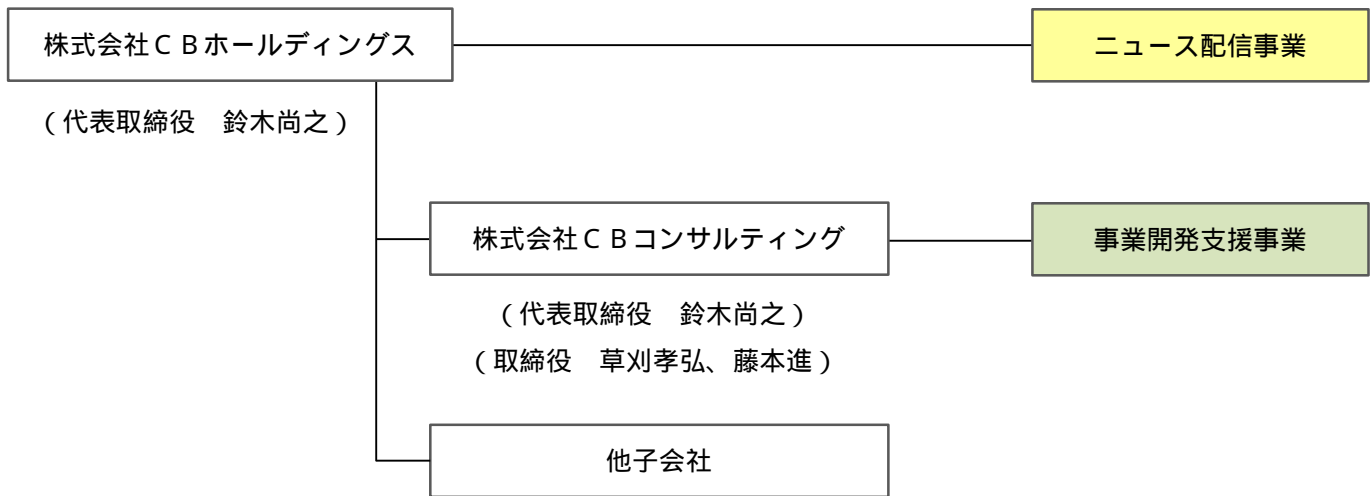 株式会社ＣＢホールディングス
ニュース配信事業
（代表取締役　鈴木尚之）
株式会社ＣＢコンサルティング
事業開発支援事業
（代表取締役　鈴木尚之）
（取締役　草刈孝弘、藤本進）
他子会社